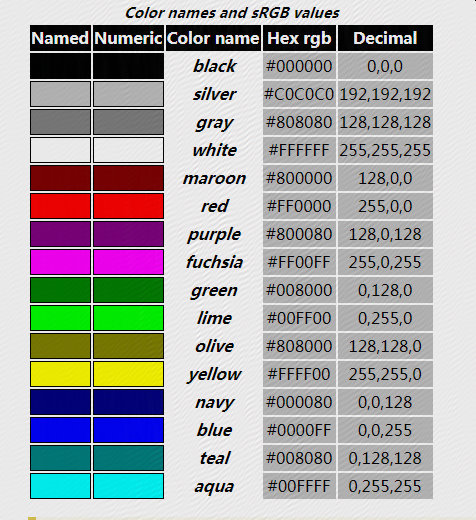 Color names and sRGB values
Named Numeric Color name Hex rgb Decimal
black #000000 0,0,0
silver #C0C0C0 192,192,192
gray #808080 128,128,128
white #FFFFFF 255,255,255
maroon #800000 128,0,0
red #FF0000 255,0,0
purple #800080 128,0,128
fuchsia #FF00FF 255,0,255
green #008000 0,128,0
lime #00FF00 0,255,0
olive #808000 128,128,0
yellow #FFFF00 255,255,0
navy #000080 0,0,128
blue #0000FF 0,0,255
teal #008080 0,128,128
aqua #00FFFF 0,255,255